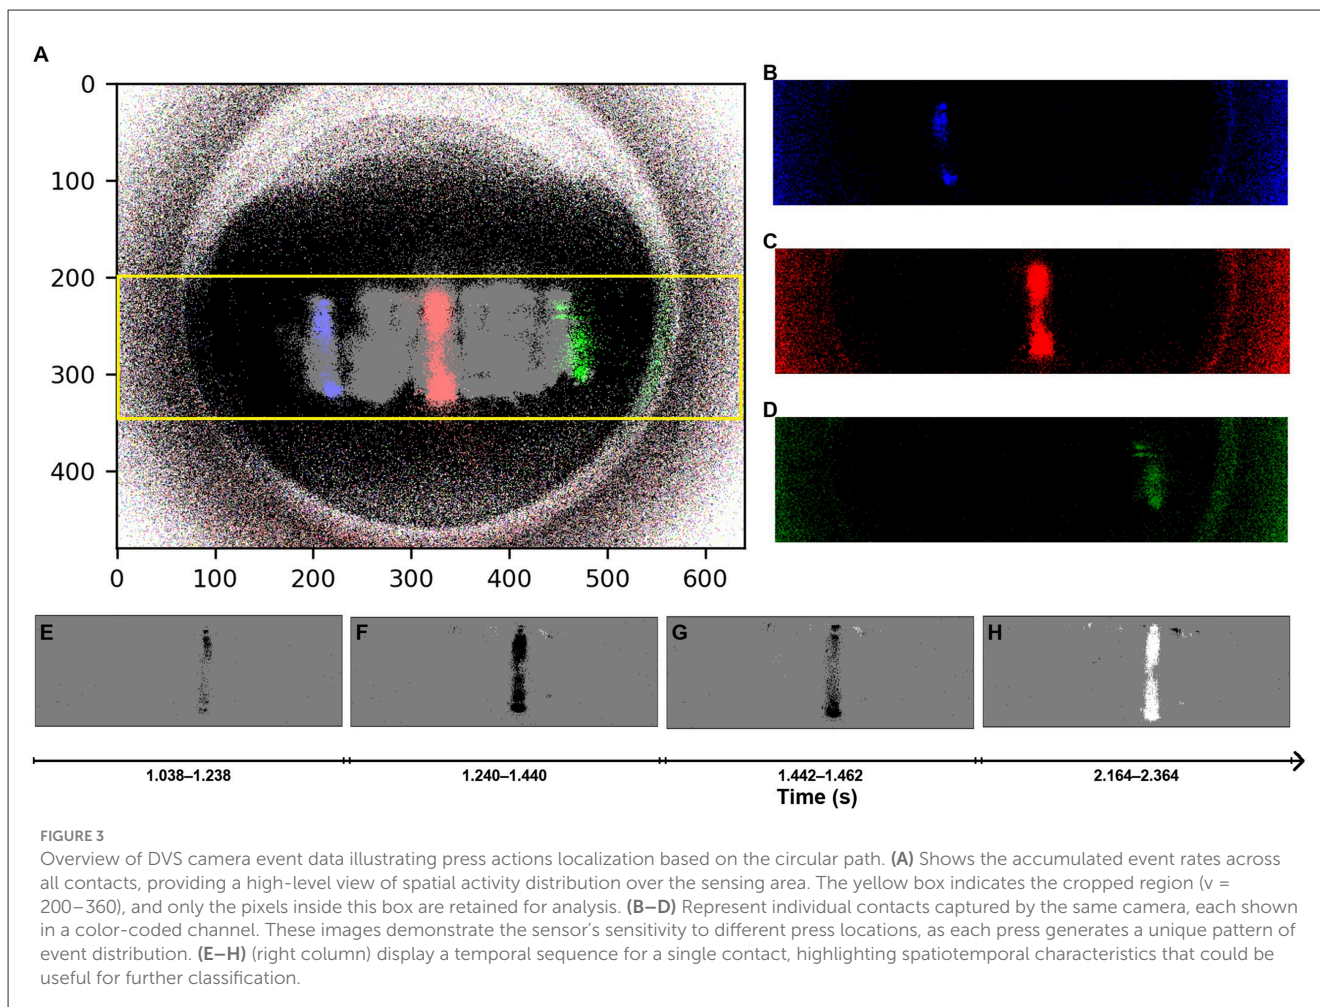 A
0
100
200
300
400
0 100 200 300 400 500 600
B
C
D
E F G H
1.038–1.238 1.240–1.440 1.442–1.462 2.164–2.364
Time (s)
FIGURE 3
Overview of DVS camera event data illustrating press actions localization based on the circular path. (A) Shows the accumulated event rates across
all contacts, providing a high-level view of spatial activity distribution over the sensing area. The yellow box indicates the cropped region (v =
200–360), and only the pixels inside this box are retained for analysis. (B–D) Represent individual contacts captured by the same camera, each shown
in a color-coded channel. These images demonstrate the sensor's sensitivity to different press locations, as each press generates a unique pattern of
event distribution. (E–H) (right column) display a temporal sequence for a single contact, highlighting spatiotemporal characteristics that could be
useful for further classification.